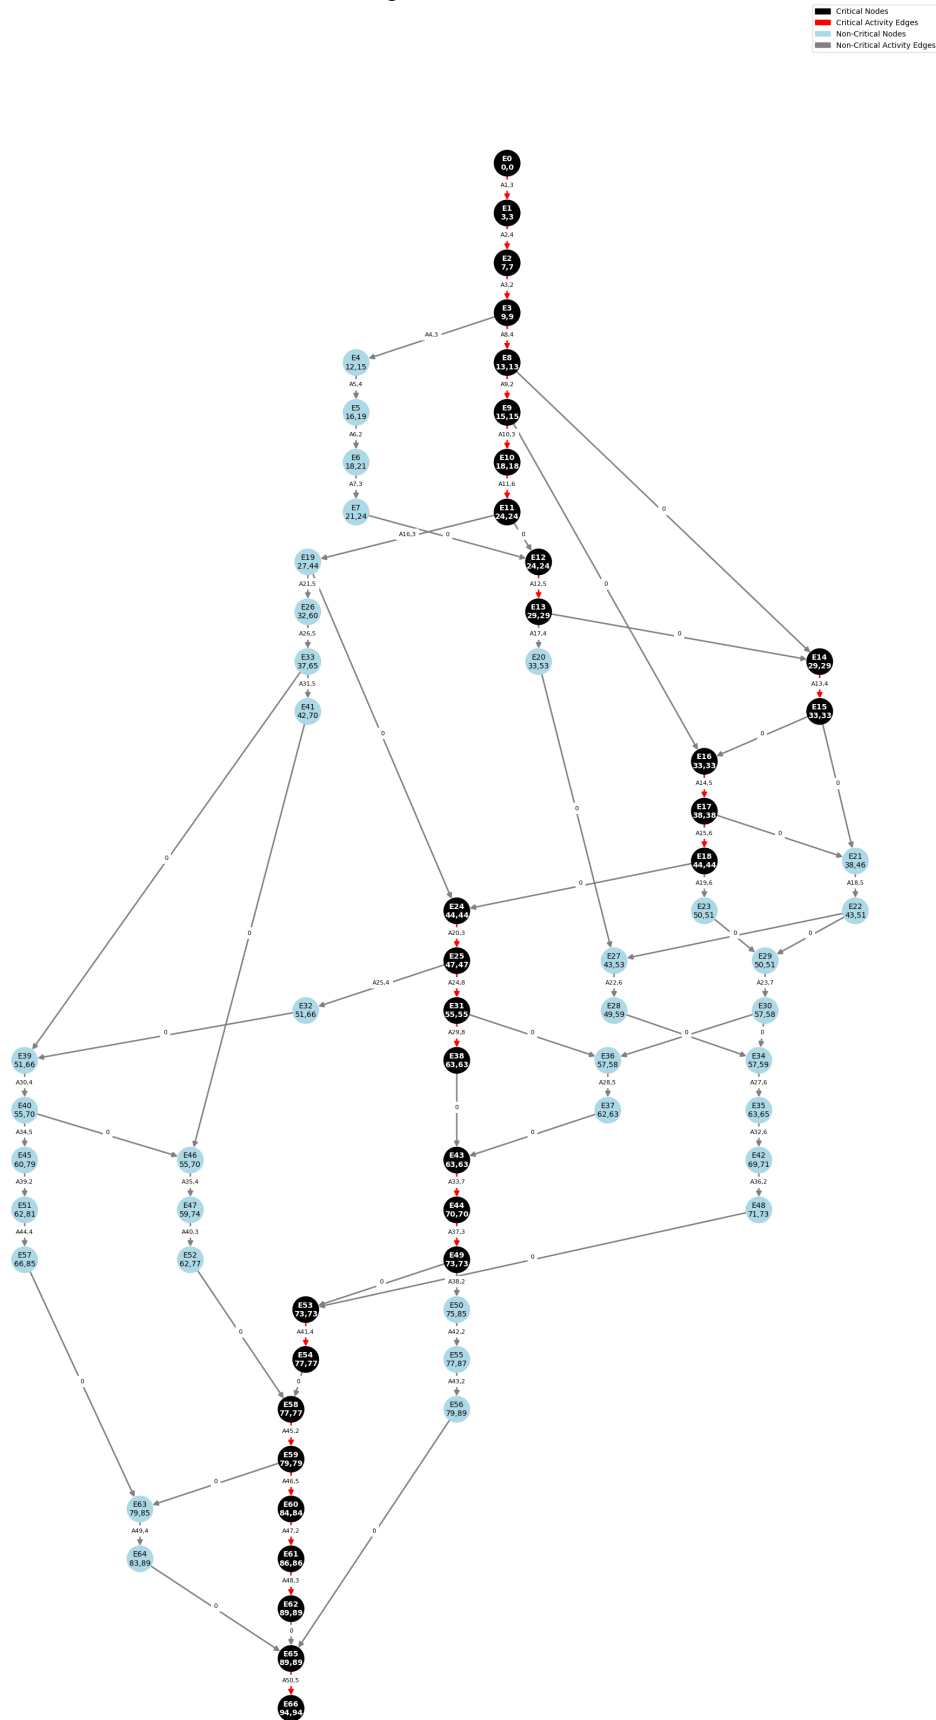 Critical Nodes
Critical Activity Edges
Non-Critical Nodes
Non-Critical Activity Edges
E0
0,0
A1,3
E1
3,3
A2,4
E2
7,7
A3,2
E3
9,9
A4,3
A8,4
E4
12,15
E8
13,13
A5,4
A9,2
E5
16,19
E9
15,15
A6,2
A10,3
E6
18,21
E10
18,18
A7,3
A11,6
E7
21,24
E11
24,24
0
A16,3
0
0
E19
27,44
E12
24,24
A21,5
A12,5
0
E26
32,60
E13
29,29
A26,5
A17,4
0
E33
37,65
E20
33,53
E14
29,29
A31,5
A13,4
E41
42,70
E15
33,33
0
0
E16
33,33
A14,5
0
0
E17
38,38
A15,6
0
0
E18
44,44
E21
38,46
A19,6
A18,5
0
E24
44,44
E23
50,51
E22
43,51
A20,3
0
0
0
E25
47,47
E27
43,53
E29
50,51
A25,4
A24,8
A22,6
A23,7
E32
51,66
E31
55,55
E28
49,59
E30
57,58
0
A29,8
0
0
0
E39
51,66
E38
63,63
E36
57,58
E34
57,59
A30,4
A28,5
A27,6
E40
55,70
0
E37
62,63
E35
63,65
A34,5
0
0
A32,6
E45
60,79
E46
55,70
E43
63,63
E42
69,71
A39,2
A35,4
A33,7
A36,2
E51
62,81
E47
59,74
E44
70,70
E48
71,73
A44,4
A40,3
A37,3
E57
66,85
E52
62,77
E49
73,73
0
0
A38,2
E53
73,73
E50
75,85
0
A41,4
A42,2
E54
77,77
E55
77,87
0
0
A43,2
E58
77,77
E56
79,89
A45,2
E59
79,79
0
A46,5
E63
79,85
E60
84,84
A49,4
A47,2
0
E64
83,89
E61
86,86
A48,3
0
E62
89,89
0
E65
89,89
A50,5
E66
94,94